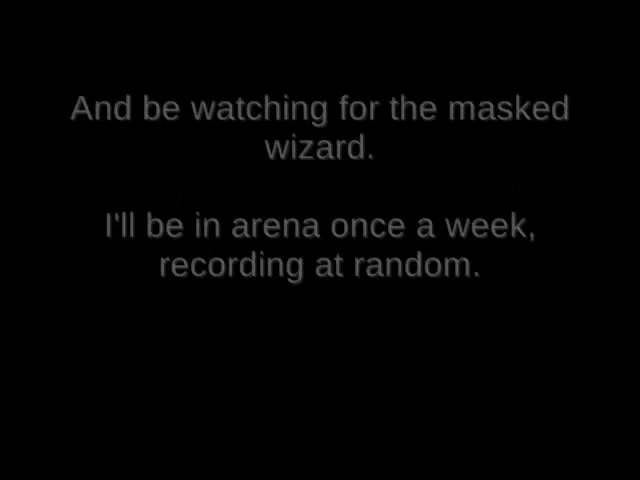 And be watching for the masked
wizard.
I'll be in arena once a week,
recording at random.